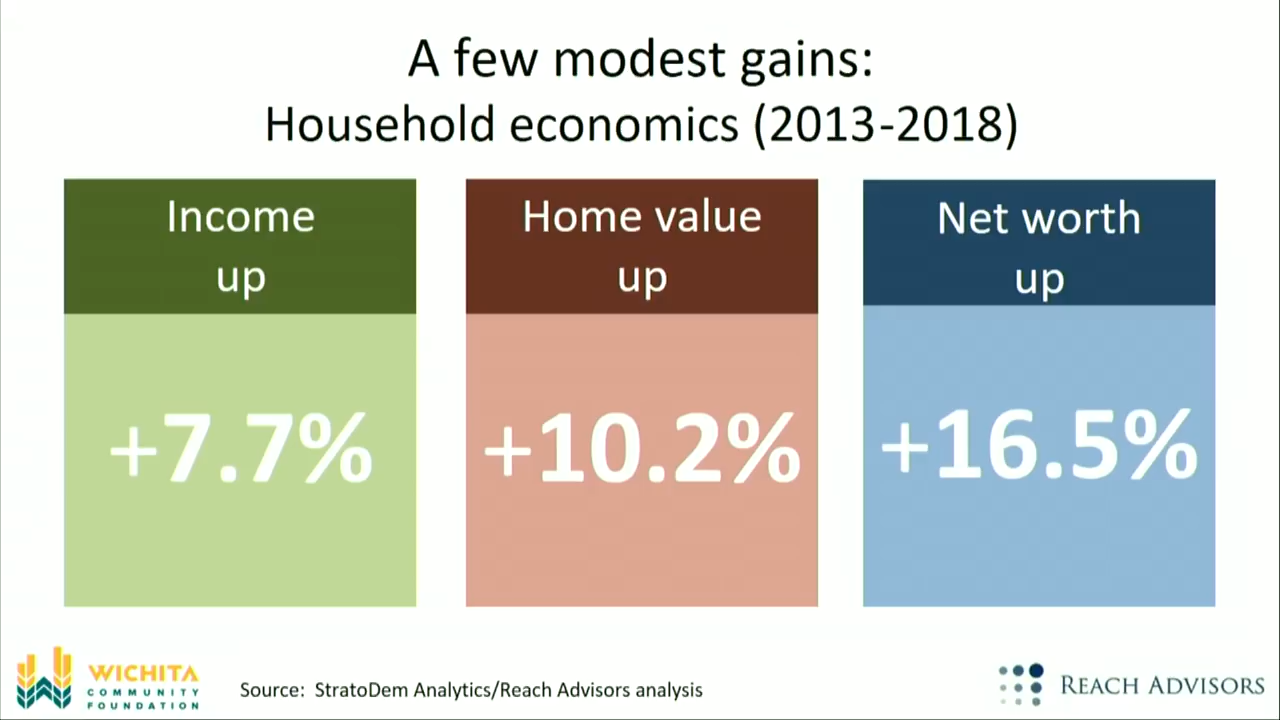 A few modest gains:
Household economics (2013-2018)
Income
up
+7.7%
Home value
up
+10.2%
Net worth
up
+16.5%
WICHITA
COMMUNITY
FOUNDATION
Source: StratoDem Analytics/Reach Advisors analysis
REACH ADVISORS